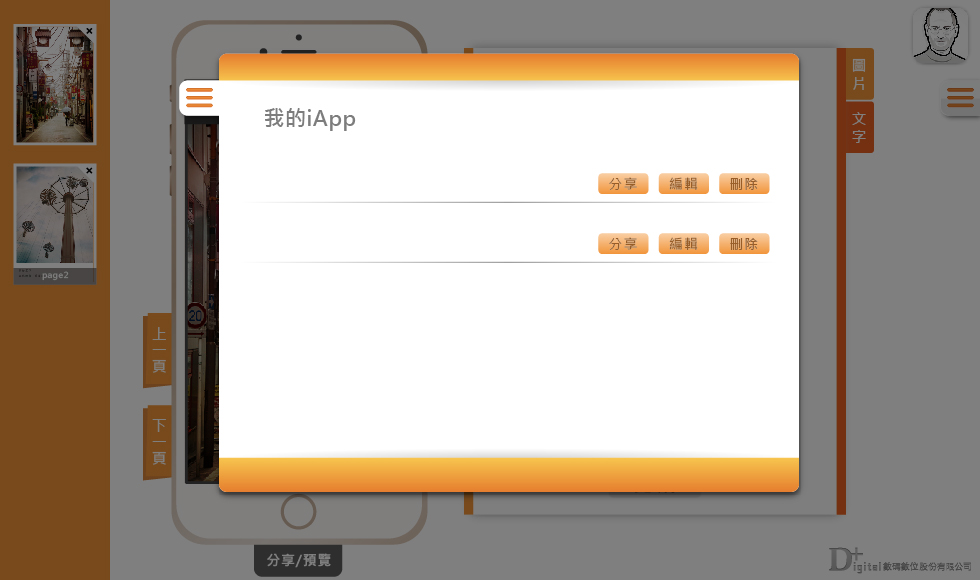 我的iApp
分享 編輯 刪除
分享 編輯 刪除
圖片
文字
上一頁
下一頁
page2
20
分享/預覽
D+igitel 數碼數位股份有限公司